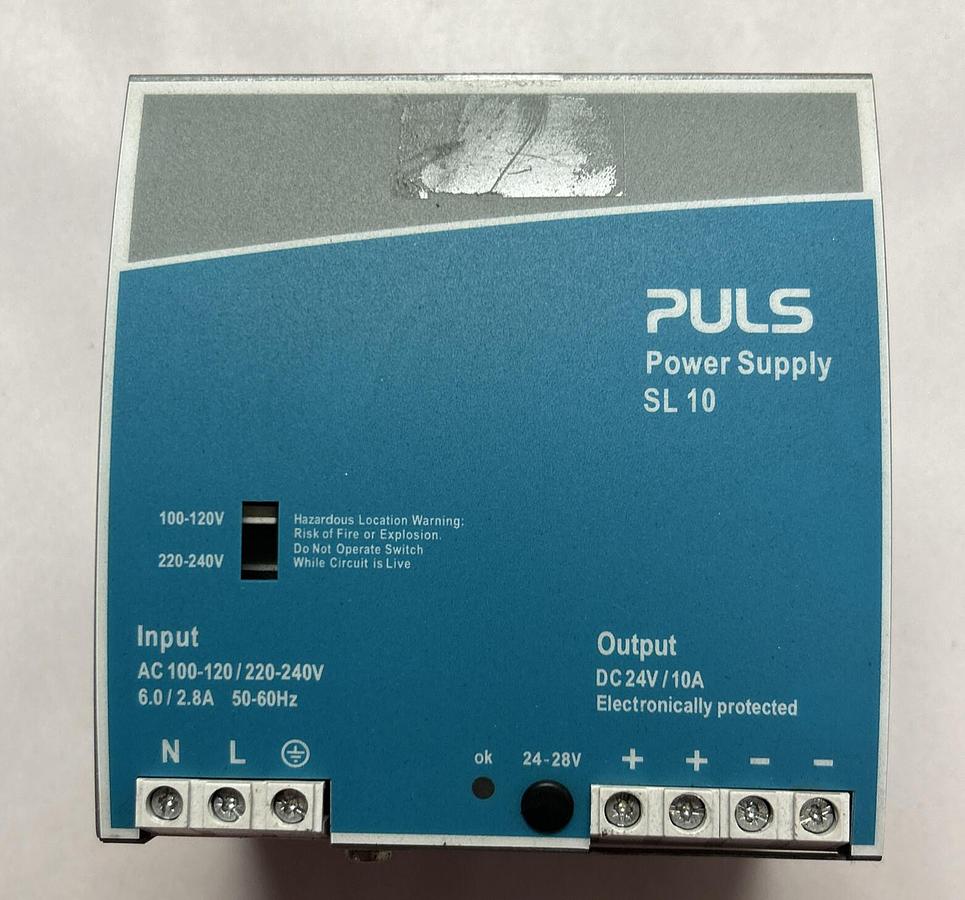 PULS
Power Supply
SL 10
100-120V
220-240V
Hazardous Location Warning:
Risk of Fire or Explosion.
Do Not Operate Switch
While Circuit is Live
Input
AC 100-120 / 220-240V
6.0 / 2.8A 50-60Hz
Output
DC 24V / 10A
Electronically protected
N L
ok 24-28V + + − −